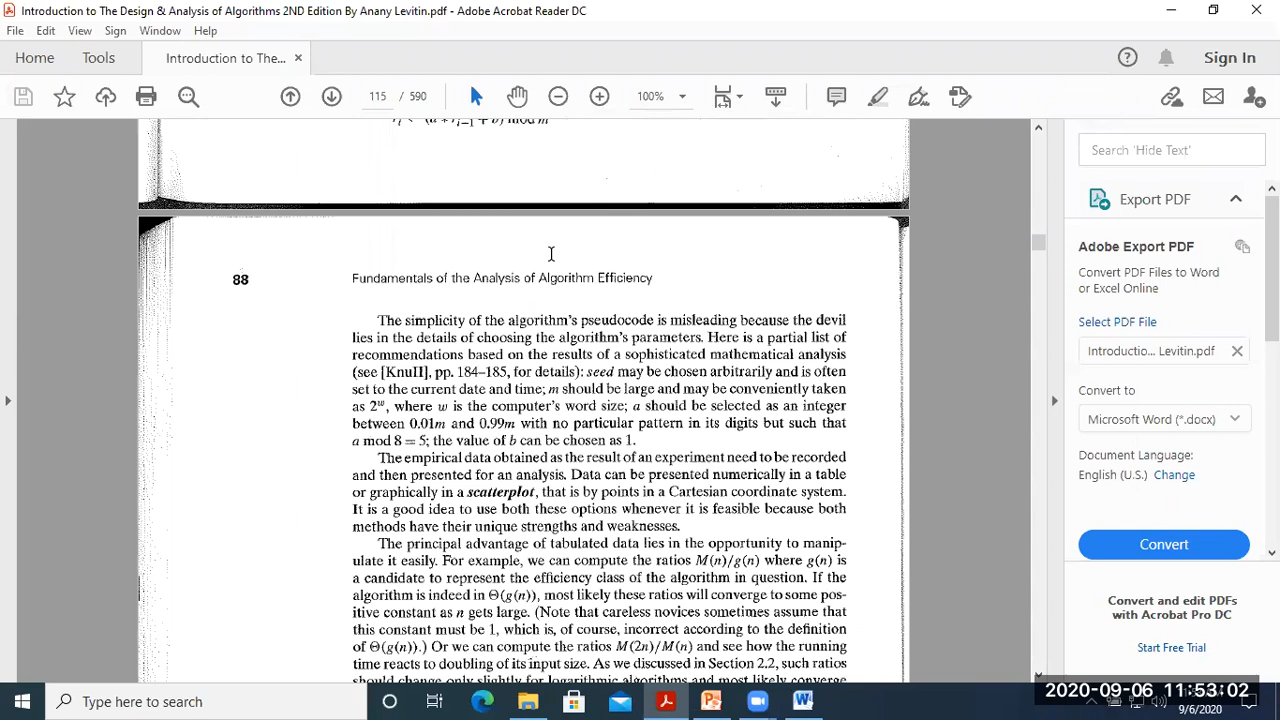 Introduction to The Design & Analysis of Algorithms 2ND Edition By Anany Levitin.pdf - Adobe Acrobat Reader DC
File Edit View Sign Window Help
Home Tools Introduction to The... ×
Sign In
115 / 590
100%
88
Fundamentals of the Analysis of Algorithm Efficiency
The simplicity of the algorithm's pseudocode is misleading because the devil
lies in the details of choosing the algorithm's parameters. Here is a partial list of
recommendations based on the results of a sophisticated mathematical analysis
(see [KnuII], pp. 184–185, for details): seed may be chosen arbitrarily and is often
set to the current date and time; m should be large and may be conveniently taken
as 2ʷ, where w is the computer's word size; a should be selected as an integer
between 0.01m and 0.99m with no particular pattern in its digits but such that
a mod 8 = 5; the value of b can be chosen as 1.
The empirical data obtained as the result of an experiment need to be recorded
and then presented for an analysis. Data can be presented numerically in a table
or graphically in a scatterplot, that is by points in a Cartesian coordinate system.
It is a good idea to use both these options whenever it is feasible because both
methods have their unique strengths and weaknesses.
The principal advantage of tabulated data lies in the opportunity to manip-
ulate it easily. For example, we can compute the ratios M(n)/g(n) where g(n) is
a candidate to represent the efficiency class of the algorithm in question. If the
algorithm is indeed in Θ(g(n)), most likely these ratios will converge to some pos-
itive constant as n gets large. (Note that careless novices sometimes assume that
this constant must be 1, which is, of course, incorrect according to the definition
of Θ(g(n)).) Or we can compute the ratios M(2n)/M(n) and see how the running
time reacts to doubling of its input size. As we discussed in Section 2.2, such ratios
should change only slightly for logarithmic algorithms and most likely converge
Search 'Hide Text'
Export PDF
Adobe Export PDF
Convert PDF Files to Word
or Excel Online
Select PDF File
Introductio... Levitin.pdf ×
Convert to
Microsoft Word (*.docx)
Document Language:
English (U.S.) Change
Convert
Convert and edit PDFs
with Acrobat Pro DC
Start Free Trial
Type here to search
2020-09-06 11:53:02
9/6/2020